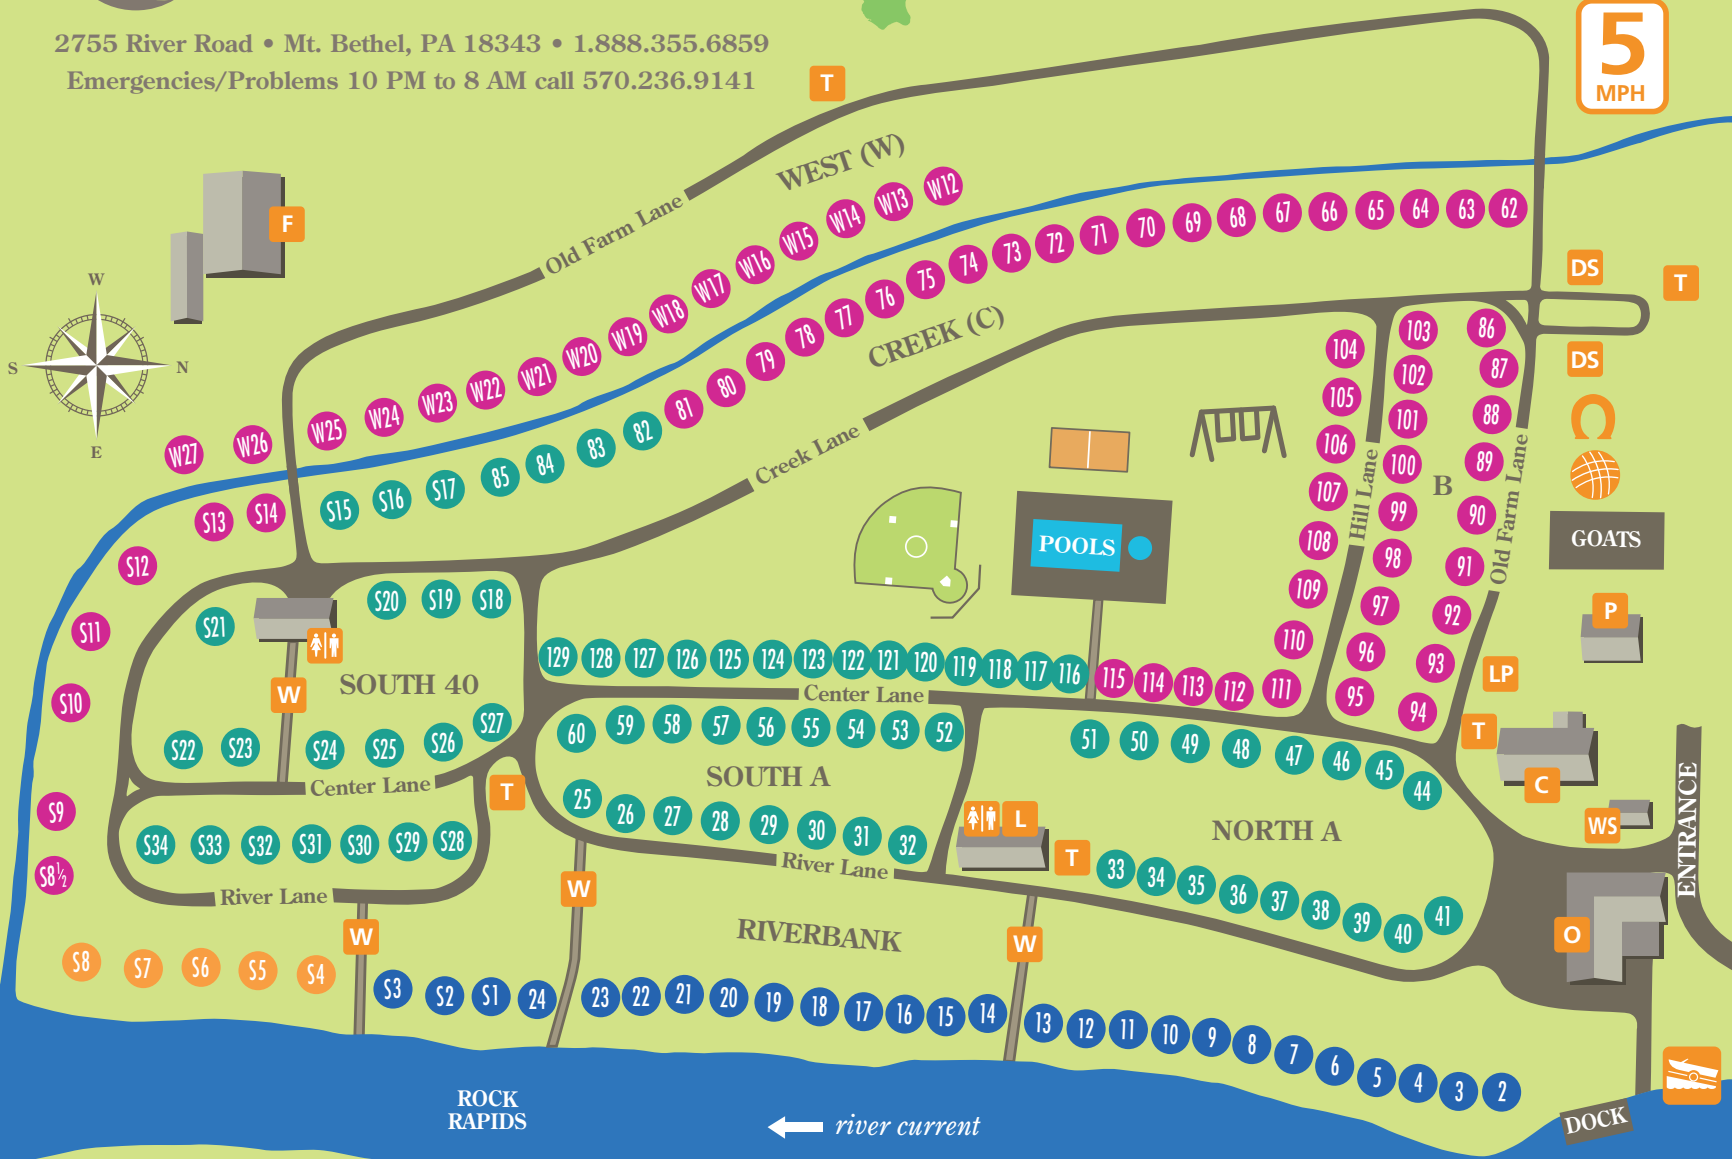 2755 River Road • Mt. Bethel, PA 18343 • 1.888.355.6859
Emergencies/Problems 10 PM to 8 AM call 570.236.9141
5
MPH
T
F
W
S
N
E
WEST (W)
Old Farm Lane
W12
W13
W14
W15
W16
W17
W18
W19
W20
W21
W22
W23
W24
W25
W26
W27
62
63
64
65
66
67
68
69
70
71
72
73
74
75
76
77
78
79
80
81
82
83
84
85
S17
S16
S15
S14
S13
S12
S11
S10
S9
S8½
CREEK (C)
Creek Lane
DS
T
DS
104
105
106
107
108
109
110
111
112
113
114
115
103
102
101
100
99
98
97
96
95
86
87
88
89
90
91
92
93
94
Hill Lane
B
Old Farm Lane
GOATS
P
LP
T
C
WS
ENTRANCE
O
POOLS
S21
S20
S19
S18
SOUTH 40
W
S22
S23
S24
S25
S26
S27
Center Lane
T
S34
S33
S32
S31
S30
S29
S28
River Lane
129
128
127
126
125
124
123
122
121
120
119
118
117
116
Center Lane
60
59
58
57
56
55
54
53
52
SOUTH A
25
26
27
28
29
30
31
32
River Lane
51
50
49
48
47
46
45
44
NORTH A
L
T
33
34
35
36
37
38
39
40
41
W
W
W
RIVERBANK
S8
S7
S6
S5
S4
S3
S2
S1
24
23
22
21
20
19
18
17
16
15
14
13
12
11
10
9
8
7
6
5
4
3
2
ROCK
RAPIDS
river current
DOCK